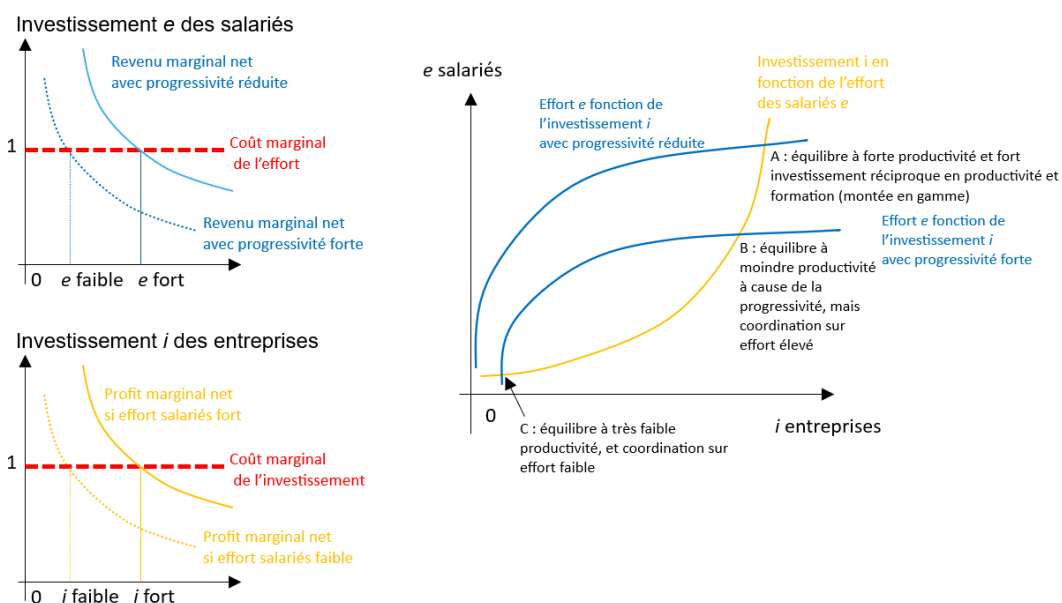 Investissement e des salariés
Revenu marginal net
avec progressivité réduite
1
Coût marginal
de l'effort
Revenu marginal net
avec progressivité forte
0
e faible
e fort
Investissement i des entreprises
Profit marginal net
si effort salariés fort
1
Coût marginal
de l'investissement
Profit marginal net
si effort salariés faible
0
i faible
i fort
e salariés
Investissement i en
fonction de l'effort
des salariés e
Effort e fonction de
l'investissement i
avec progressivité réduite
A : équilibre à forte productivité et fort
investissement réciproque en productivité et
formation (montée en gamme)
Effort e fonction de
l'investissement i
avec progressivité forte
B : équilibre à
moindre productivité
à cause de la
progressivité, mais
coordination sur
effort élevé
0
i entreprises
C : équilibre à très faible
productivité, et coordination sur
effort faible